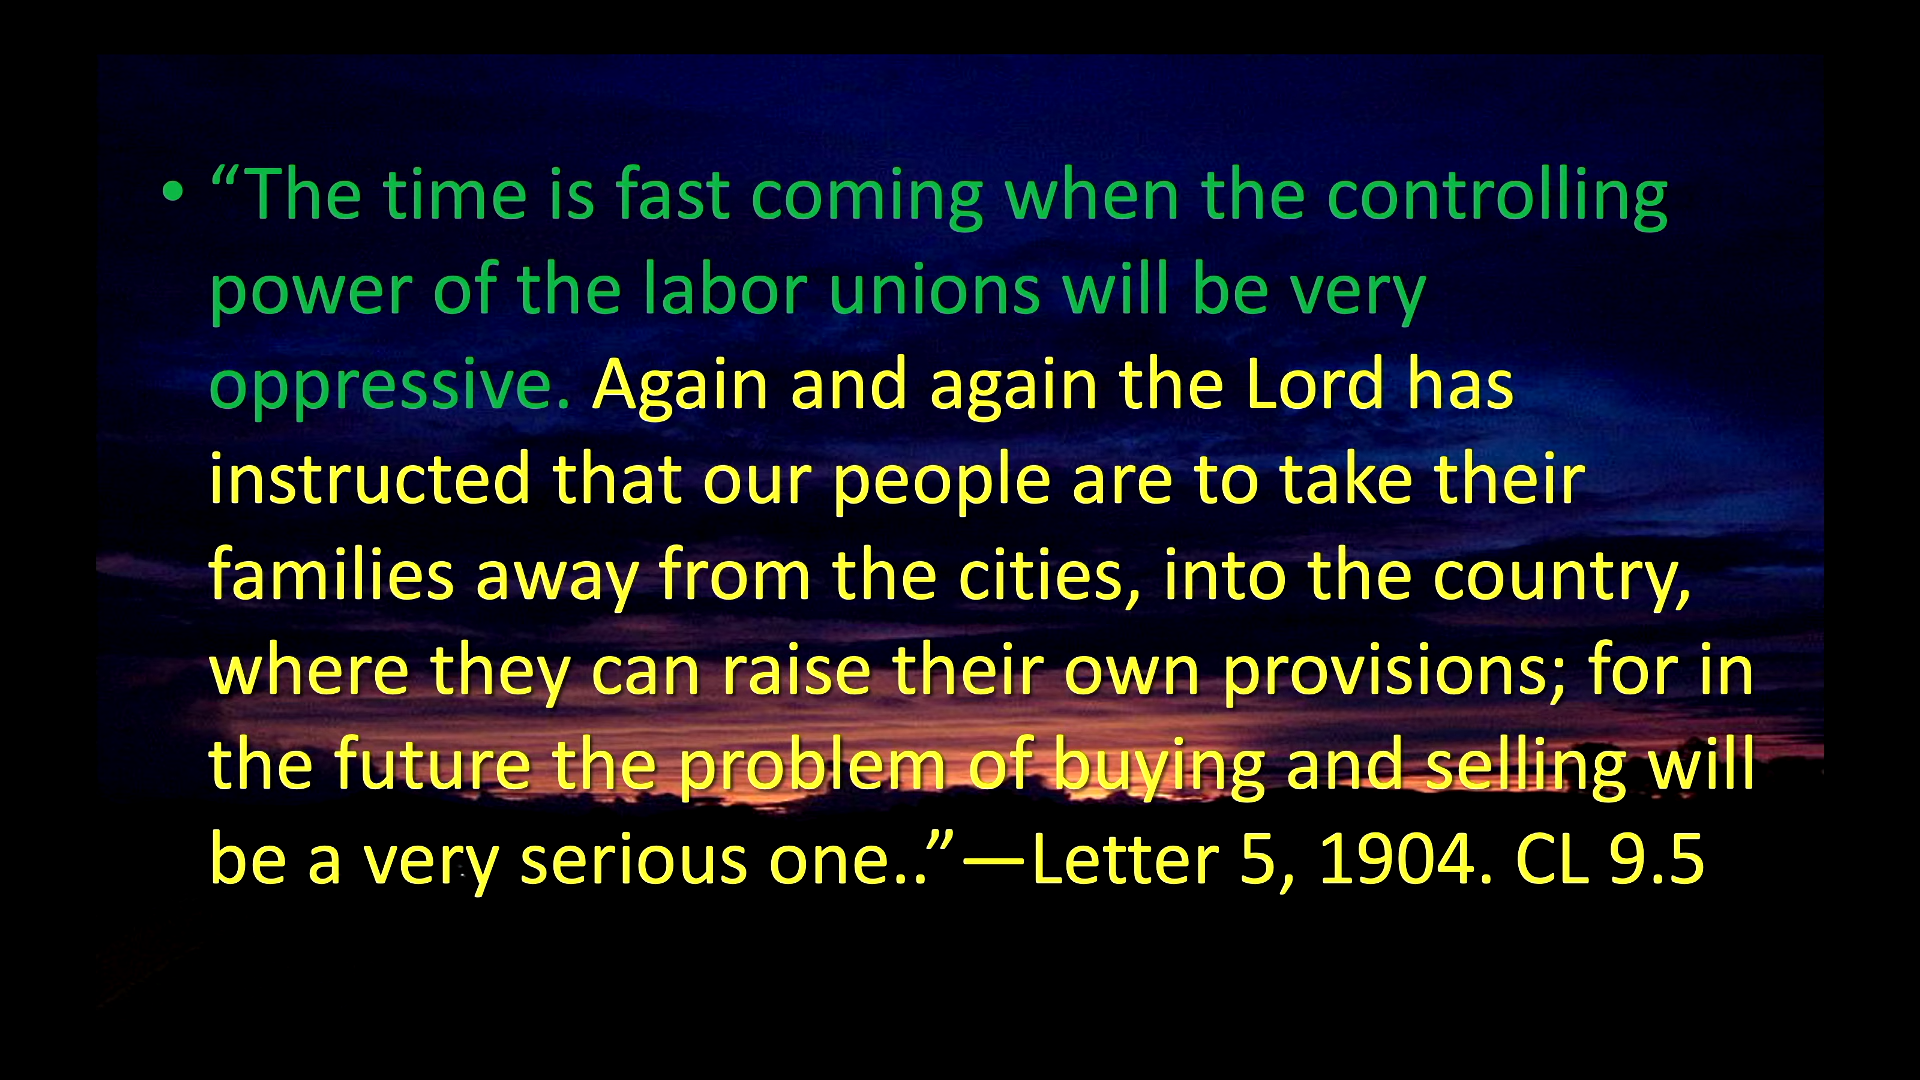 • “The time is fast coming when the controlling
power of the labor unions will be very
oppressive. Again and again the Lord has
instructed that our people are to take their
families away from the cities, into the country,
where they can raise their own provisions; for in
the future the problem of buying and selling will
be a very serious one..”—Letter 5, 1904. CL 9.5